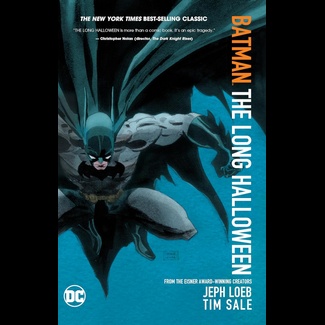 THE NEW YORK TIMES BEST-SELLING CLASSIC
"THE LONG HALLOWEEN is more than a comic book. It's an epic tragedy."
— Christopher Nolan (director, The Dark Knight Rises)
BATMAN: THE LONG HALLOWEEN
FROM THE EISNER AWARD-WINNING CREATORS
JEPH LOEB
TIM SALE
DC